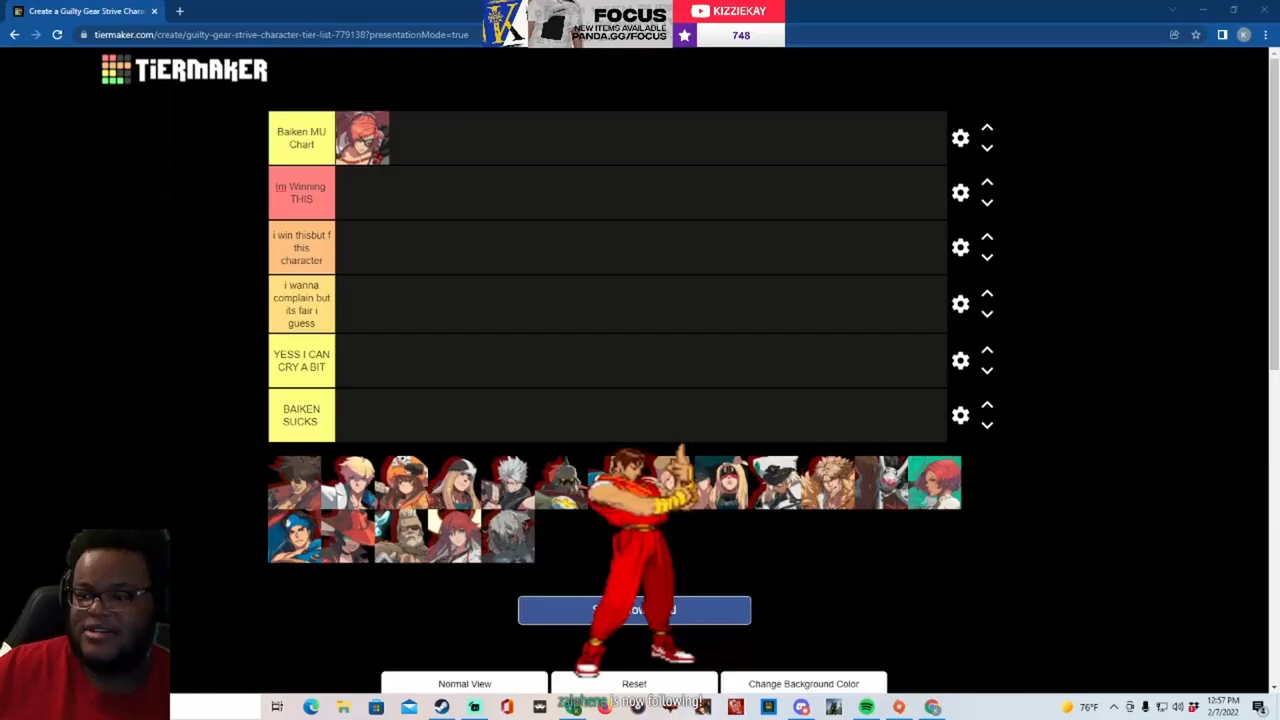 Create a Guilty Gear Strive Chara
FOCUS
NEW ITEMS AVAILABLE
PANDA.GG/FOCUS
KIZZIEKAY
748
tiermaker.com/create/guilty-gear-strive-character-tier-list-779138?presentationMode=true
K
TiERMAKER
Baiken MU
Chart
Im Winning
THIS
i win thisbut f
this
character
i wanna
complain but
its fair i
guess
YESS I CAN
CRY A BIT
BAIKEN
SUCKS
Normal View
Reset
Change Background Color
zaiphene is now following!
76°F
12:57 PM
2/7/2022